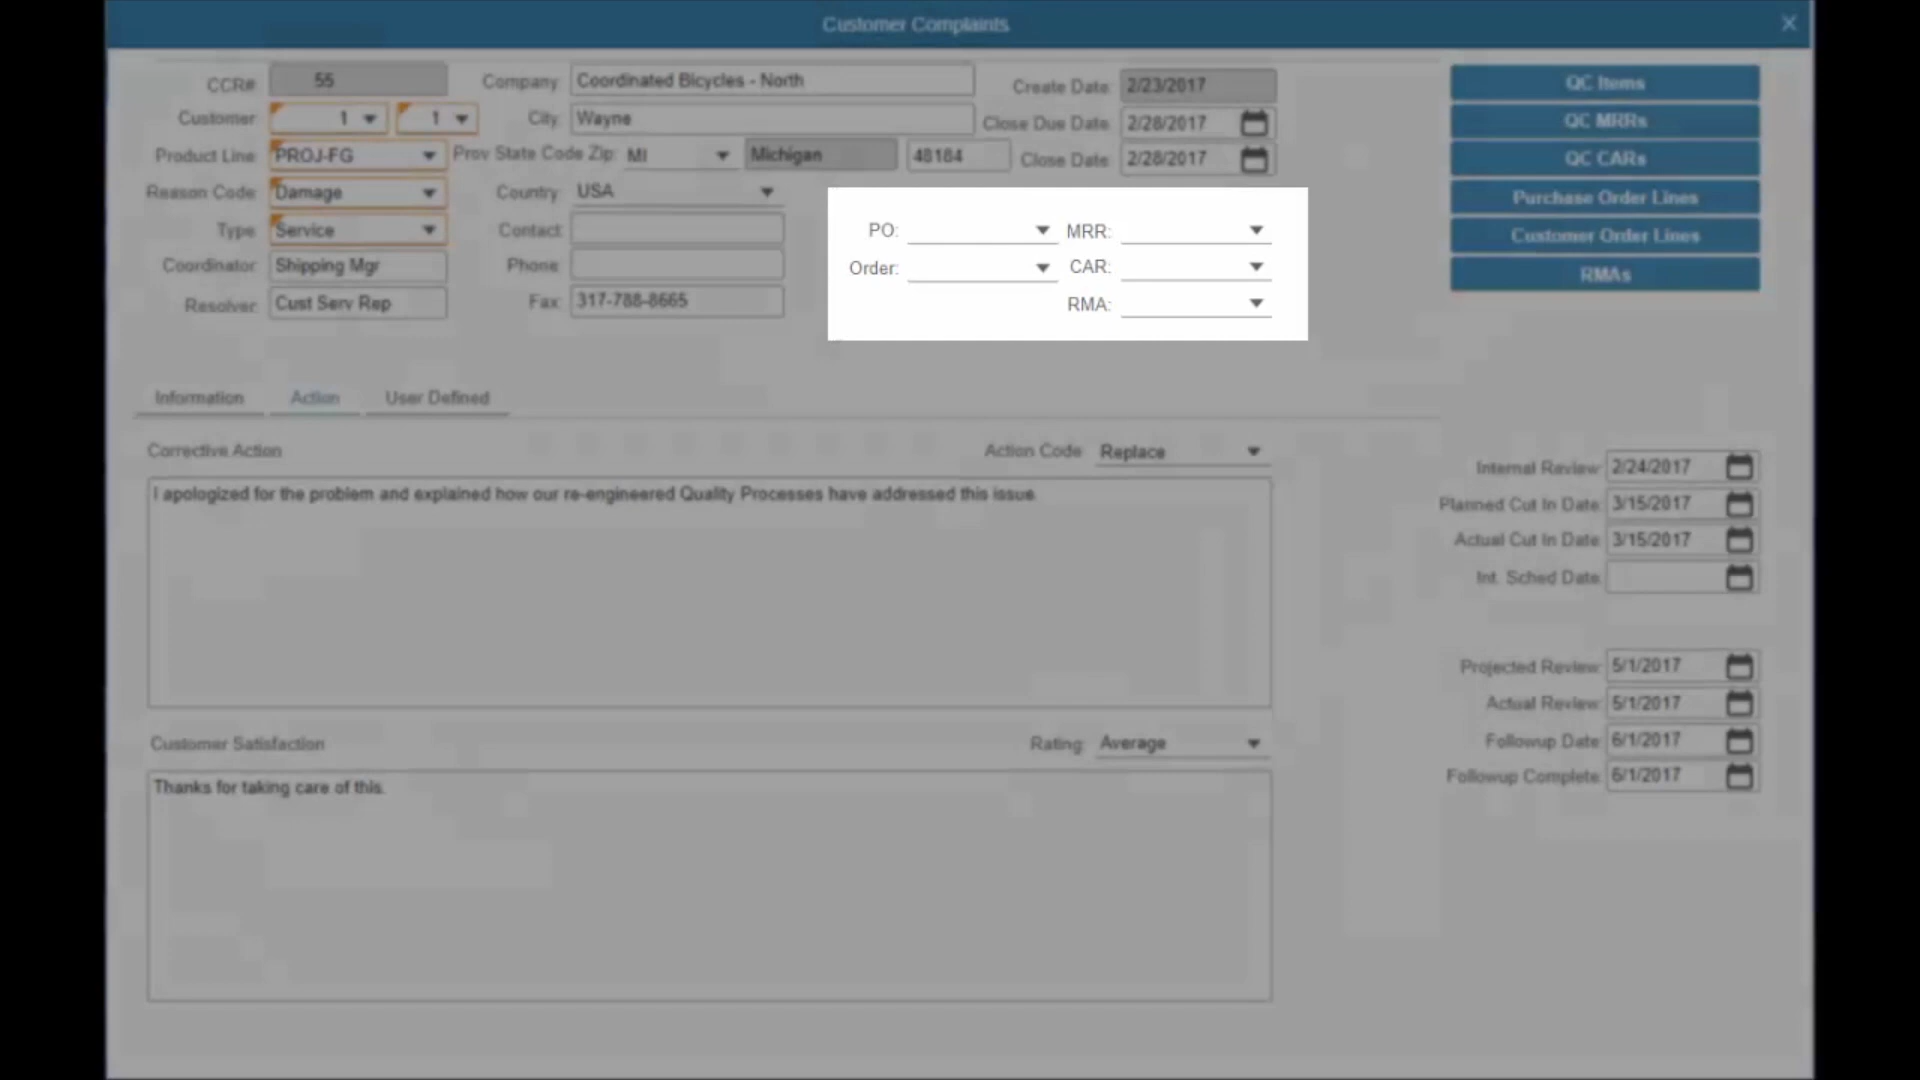 Customer Complaints
CCR#: 55
Company: Coordinated Bicycles - North
Create Date: 2/23/2017
QC Items
Customer: 1 1
City: Wayne
Close Due Date: 2/28/2017
QC MRRs
Product Line: PROJ-FG
Prov State Code Zip: MI Michigan 48184
Close Date: 2/28/2017
QC CARs
Reason Code: Damage
Country: USA
Purchase Order Lines
Type: Service
Contact:
PO:
MRR:
Customer Order Lines
Coordinator: Shipping Mgr
Phone:
Order:
CAR:
RMAs
Resolver: Cust Serv Rep
Fax: 317-788-8665
RMA:
Information Action User Defined
Corrective Action
Action Code: Replace
I apologized for the problem and explained how our re-engineered Quality Processes have addressed this issue.
Internal Review: 2/24/2017
Planned Cut In Date: 3/15/2017
Actual Cut In Date: 3/15/2017
Int. Sched Date:
Projected Review: 5/1/2017
Actual Review: 5/1/2017
Followup Date: 6/1/2017
Followup Complete: 6/1/2017
Customer Satisfaction
Rating: Average
Thanks for taking care of this.